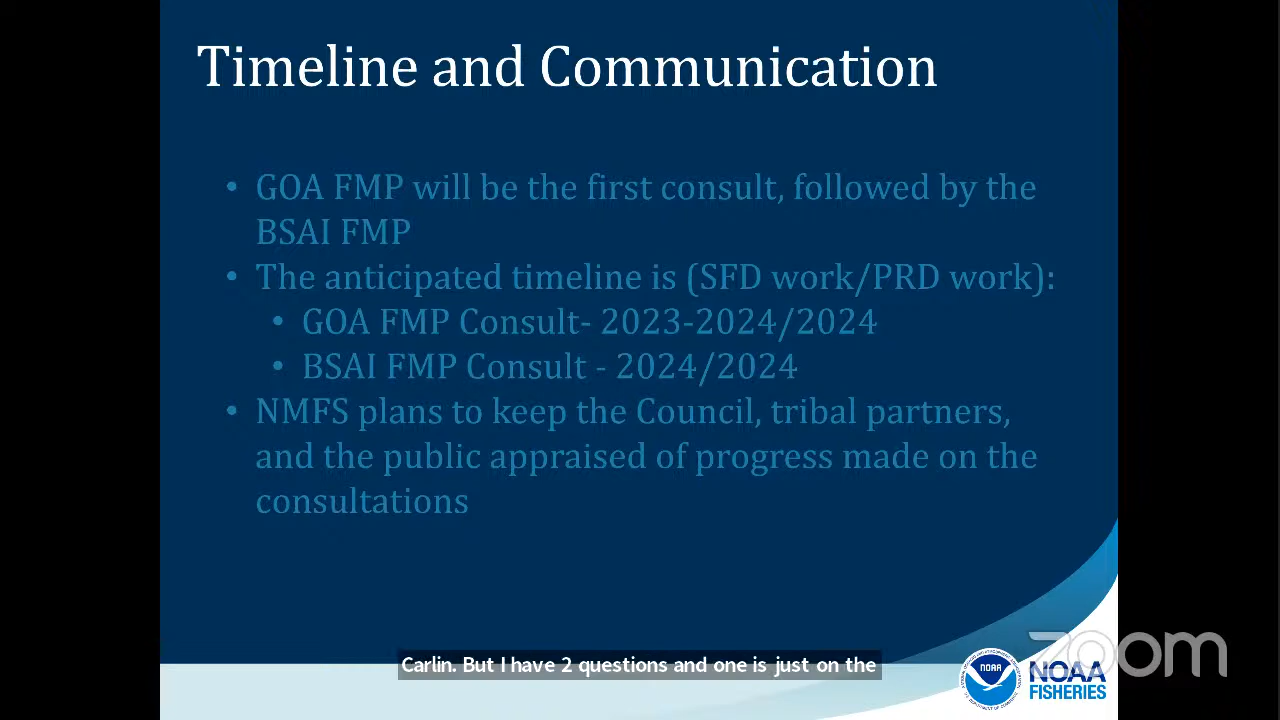 Timeline and Communication
• GOA FMP will be the first consult, followed by the
BSAI FMP
• The anticipated timeline is (SFD work/PRD work):
• GOA FMP Consult- 2023-2024/2024
• BSAI FMP Consult - 2024/2024
• NMFS plans to keep the Council, tribal partners,
and the public appraised of progress made on the
consultations
Carlin. But I have 2 questions and one is just on the
zoom
NOAA
NOAA
FISHERIES